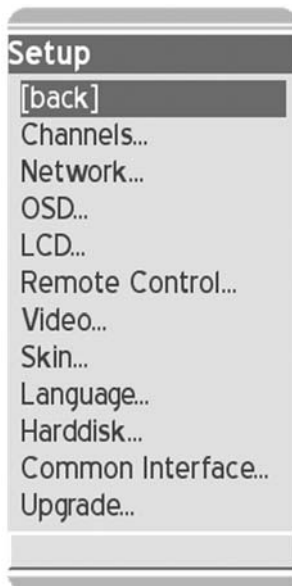 Setup
[back]
Channels...
Network...
OSD...
LCD...
Remote Control...
Video...
Skin...
Language...
Harddisk...
Common Interface...
Upgrade...